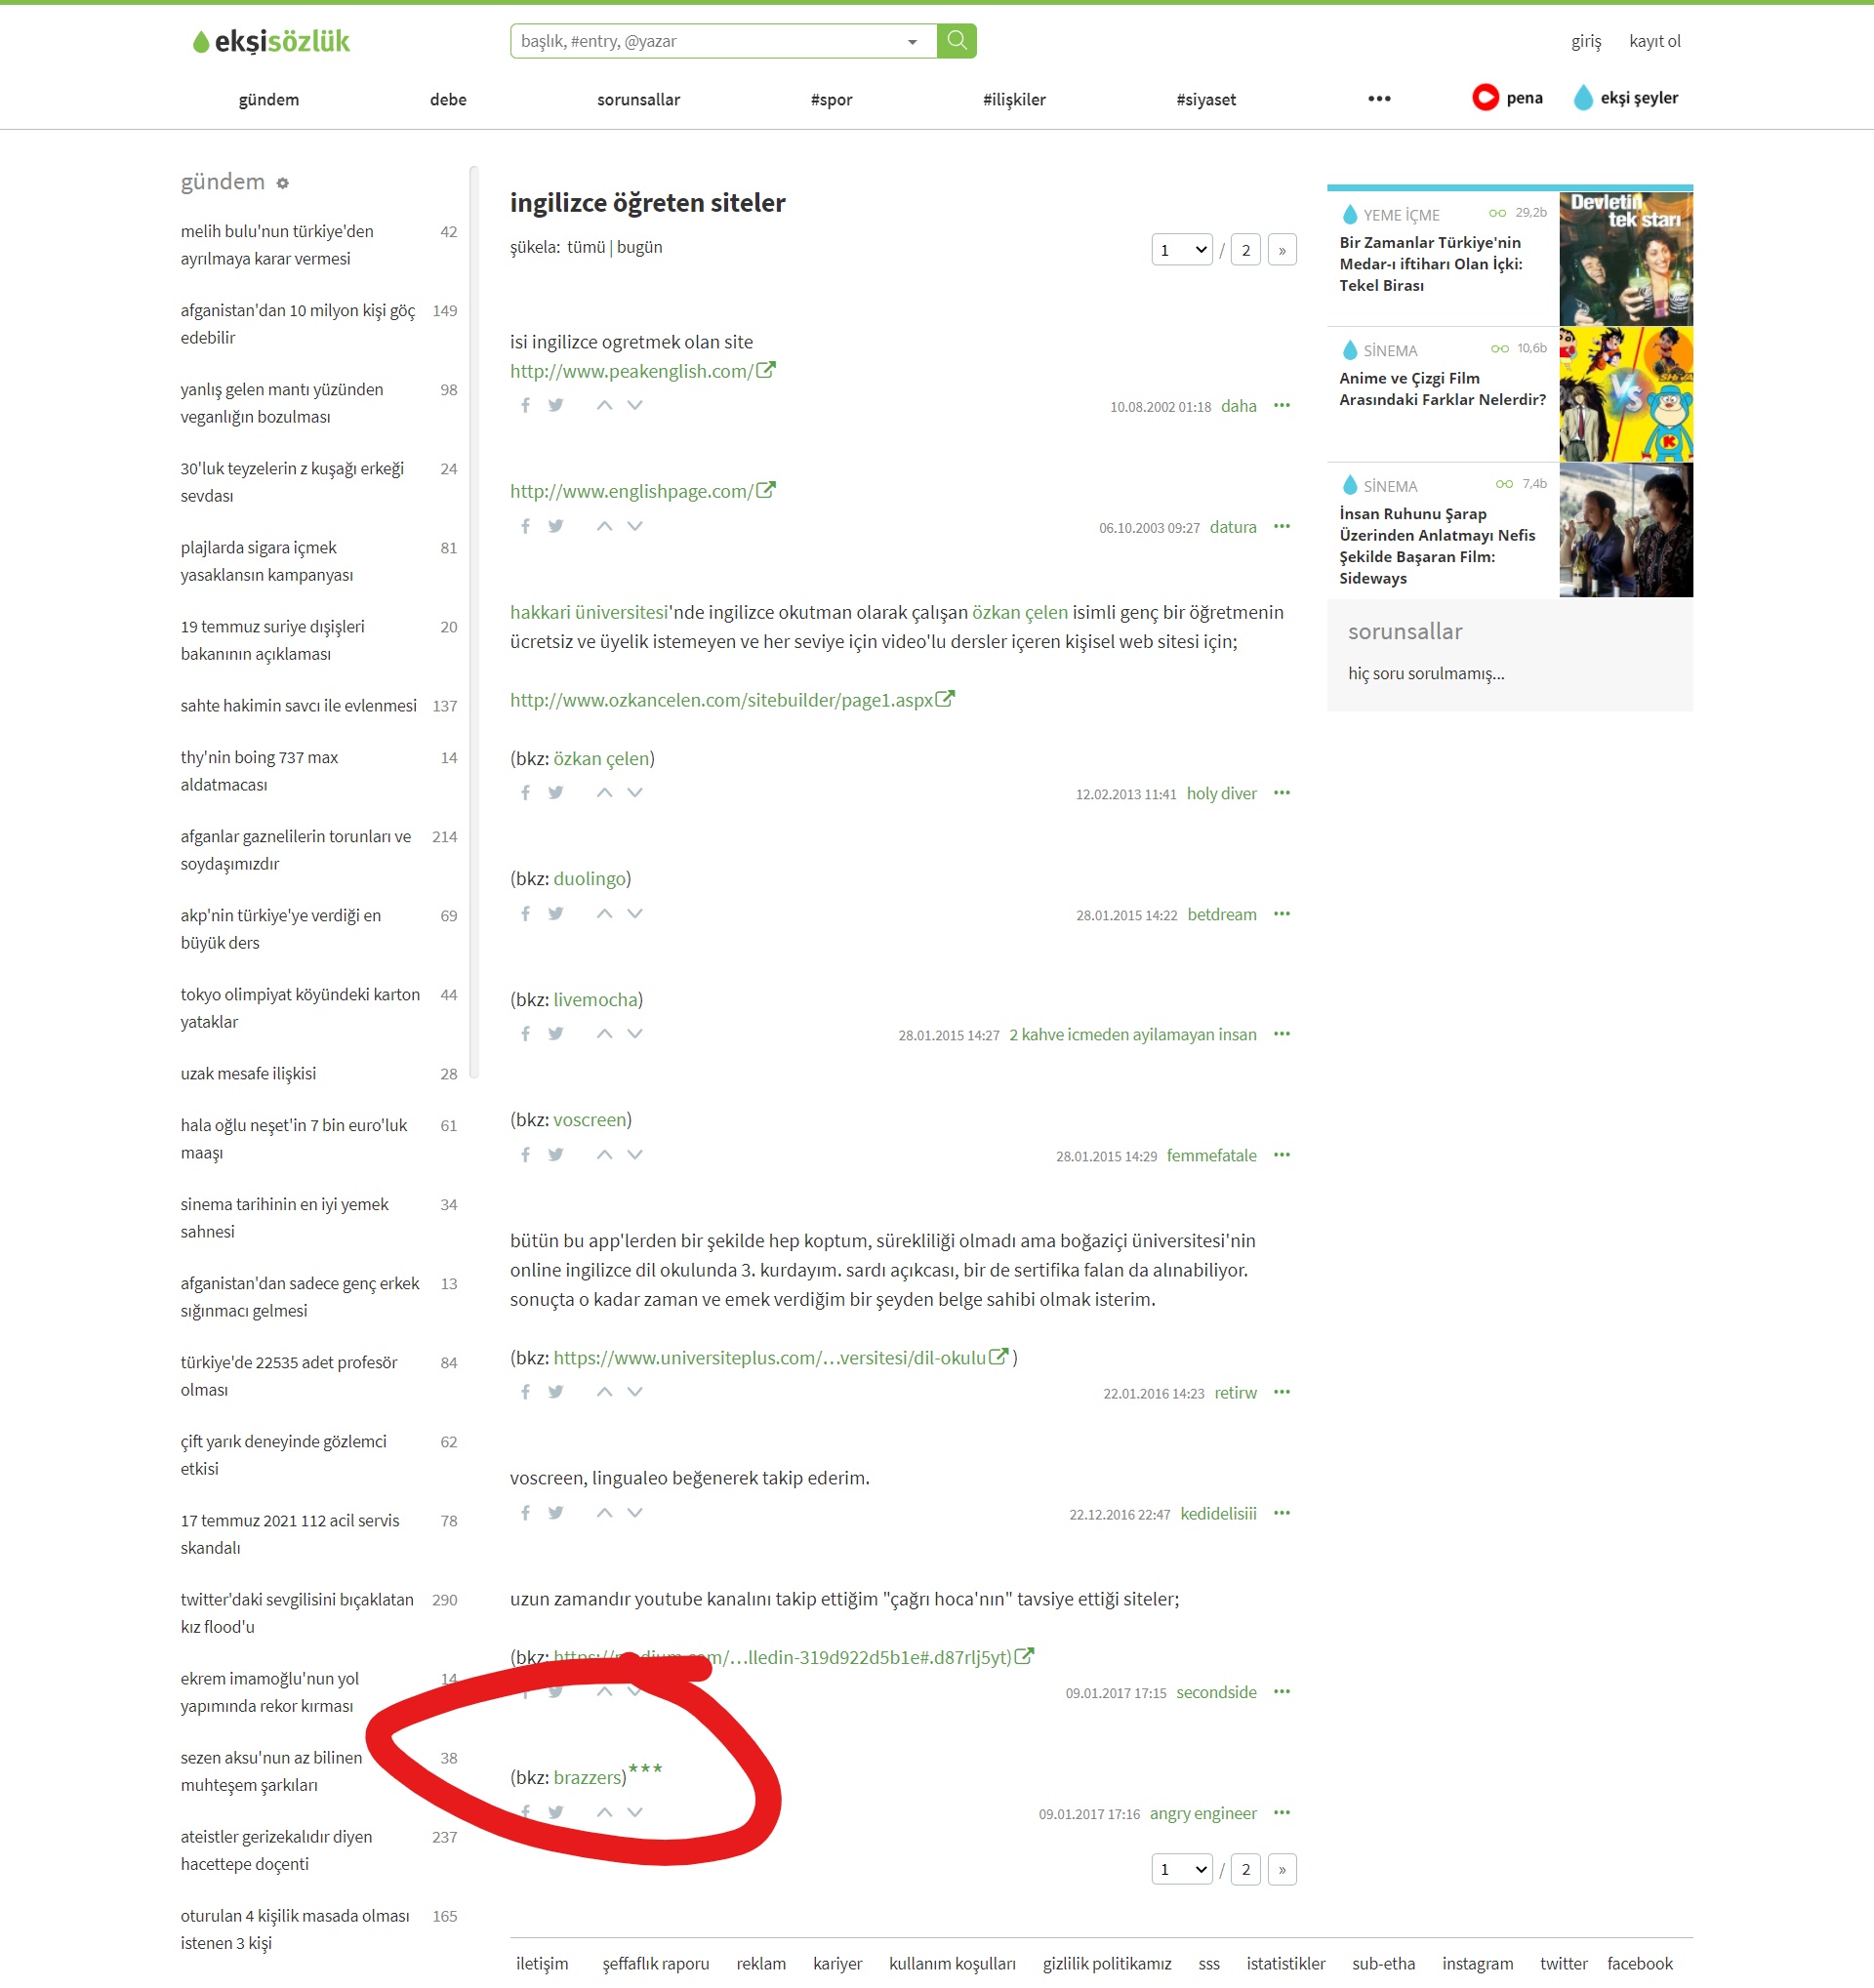 ekşisözlük
başlık, #entry, @yazar
giriş kayıt ol
gündem debe sorunsallar #spor #ilişkiler #siyaset ••• pena ekşi şeyler
gündem
melih bulu'nun türkiye'den 42
ayrılmaya karar vermesi
afganistan'dan 10 milyon kişi göç 149
edebilir
yanlış gelen mantı yüzünden 98
veganlığın bozulması
30'luk teyzelerin z kuşağı erkeği 24
sevdası
plajlarda sigara içmek 81
yasaklansın kampanyası
19 temmuz suriye dışişleri 20
bakanının açıklaması
sahte hakimin savcı ile evlenmesi 137
thy'nin boing 737 max 14
aldatmacası
afganlar gaznelilerin torunları ve 214
soydaşımızdır
akp'nin türkiye'ye verdiği en 69
büyük ders
tokyo olimpiyat köyündeki karton 44
yataklar
uzak mesafe ilişkisi 28
hala oğlu neşet'in 7 bin euro'luk 61
maaşı
sinema tarihinin en iyi yemek 34
sahnesi
afganistan'dan sadece genç erkek 13
sığınmacı gelmesi
türkiye'de 22535 adet profesör 84
olması
çift yarık deneyinde gözlemci 62
etkisi
17 temmuz 2021 112 acil servis 78
skandalı
twitter'daki sevgilisini bıçaklatan 290
kız flood'u
ekrem imamoğlu'nun yol 14
yapımında rekor kırması
sezen aksu'nun az bilinen 38
muhteşem şarkıları
ateistler gerizekalıdır diyen 237
hacettepe doçenti
oturulan 4 kişilik masada olması 165
istenen 3 kişi
ingilizce öğreten siteler
şükela: tümü | bugün
1 / 2 »
isi ingilizce ogretmek olan site
http://www.peakenglish.com/
10.08.2002 01:18 daha •••
http://www.englishpage.com/
06.10.2003 09:27 datura •••
hakkari üniversitesi'nde ingilizce okutman olarak çalışan özkan çelen isimli genç bir öğretmenin
ücretsiz ve üyelik istemeyen ve her seviye için video'lu dersler içeren kişisel web sitesi için;
http://www.ozkancelen.com/sitebuilder/page1.aspx
(bkz: özkan çelen)
12.02.2013 11:41 holy diver •••
(bkz: duolingo)
28.01.2015 14:22 betdream •••
(bkz: livemocha)
28.01.2015 14:27 2 kahve icmeden ayilamayan insan •••
(bkz: voscreen)
28.01.2015 14:29 femmefatale •••
bütün bu app'lerden bir şekilde hep koptum, sürekliliği olmadı ama boğaziçi üniversitesi'nin
online ingilizce dil okulunda 3. kurdayım. sardı açıkcası, bir de sertifika falan da alınabiliyor.
sonuçta o kadar zaman ve emek verdiğim bir şeyden belge sahibi olmak isterim.
(bkz: https://www.universiteplus.com/…versitesi/dil-okulu )
22.01.2016 14:23 retirw •••
voscreen, lingualeo beğenerek takip ederim.
22.12.2016 22:47 kedidelisiii •••
uzun zamandır youtube kanalını takip ettiğim "çağrı hoca'nın" tavsiye ettiği siteler;
(bkz: https://medium.com/…lledin-319d922d5b1e#.d87rlj5yt)
09.01.2017 17:15 secondside •••
(bkz: brazzers)***
09.01.2017 17:16 angry engineer •••
1 / 2 »
YEME İÇME 29,2b
Bir Zamanlar Türkiye'nin
Medar-ı iftiharı Olan İçki:
Tekel Birası
Devletin
tek starı
SİNEMA 10,6b
Anime ve Çizgi Film
Arasındaki Farklar Nelerdir?
VS
K
SİNEMA 7,4b
İnsan Ruhunu Şarap
Üzerinden Anlatmayı Nefis
Şekilde Başaran Film:
Sideways
sorunsallar
hiç soru sorulmamış...
iletişim şeffaflık raporu reklam kariyer kullanım koşulları gizlilik politikamız sss istatistikler sub-etha instagram twitter facebook